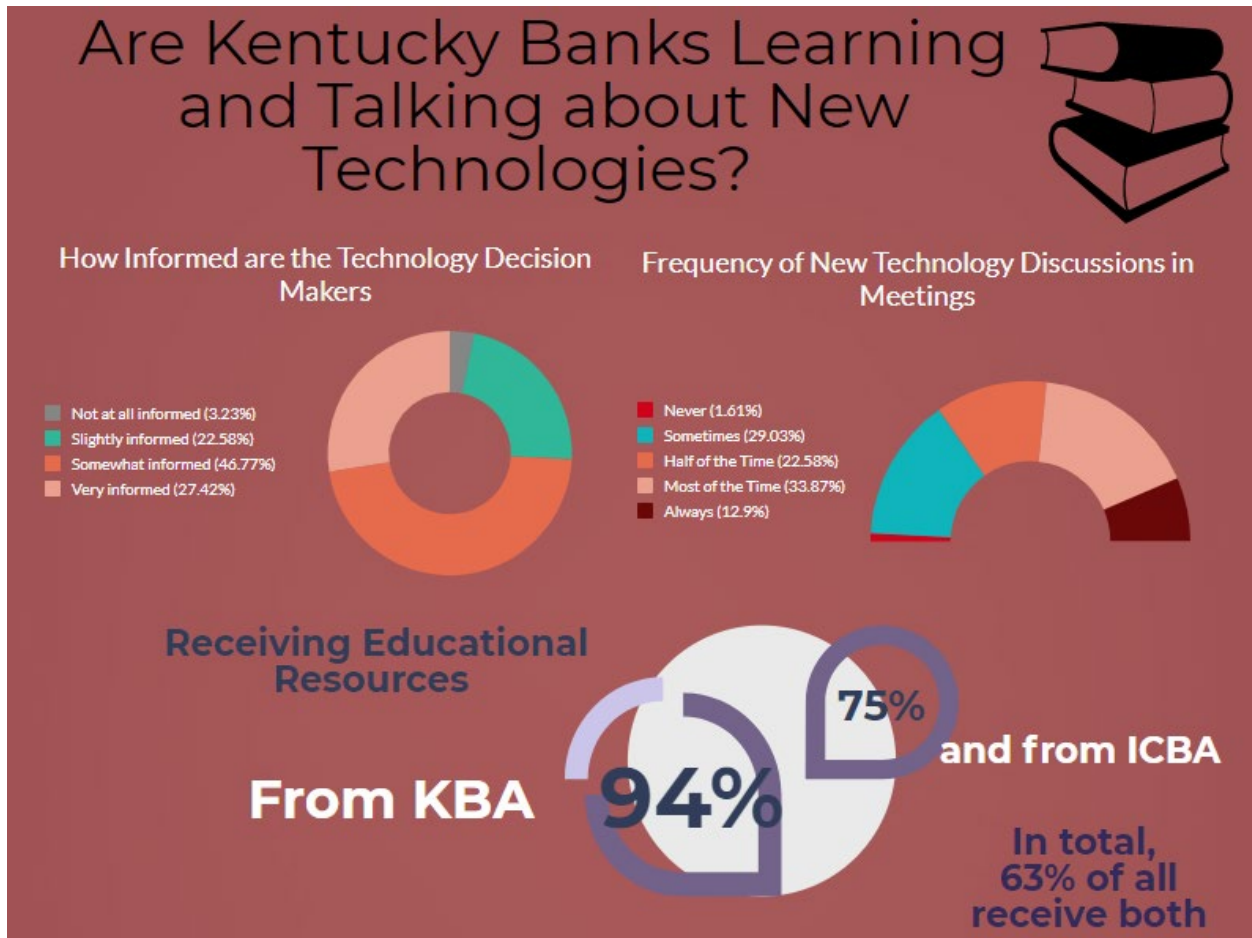 Are Kentucky Banks Learning
and Talking about New
Technologies?
How Informed are the Technology Decision
Makers
Not at all informed (3.23%)
Slightly informed (22.58%)
Somewhat informed (46.77%)
Very informed (27.42%)
Frequency of New Technology Discussions in
Meetings
Never (1.61%)
Sometimes (29.03%)
Half of the Time (22.58%)
Most of the Time (33.87%)
Always (12.9%)
Receiving Educational
Resources
From KBA
94%
75%
and from ICBA
In total,
63% of all
receive both